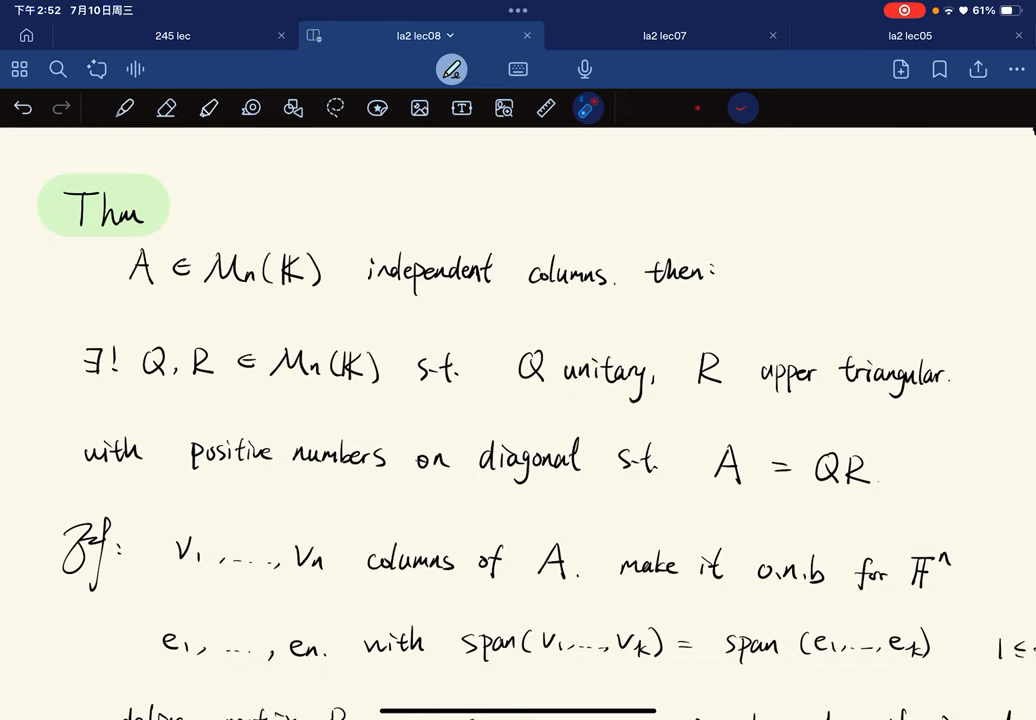 下午2:52 7月10日周三
61%
245 lec
la2 lec08
la2 lec07
la2 lec05
Thm
A ∈ Mn(𝕂) independent columns. then:
∃! Q, R ∈ Mn(𝕂) s.t. Q unitary, R upper triangular.
with positive numbers on diagonal s.t. A = QR.
Pf: v1, ..., vn columns of A. make it o.n.b for 𝔽^n
e1, ..., en. with span(v1, ..., vk) = span (e1, ..., ek) 1 ≤